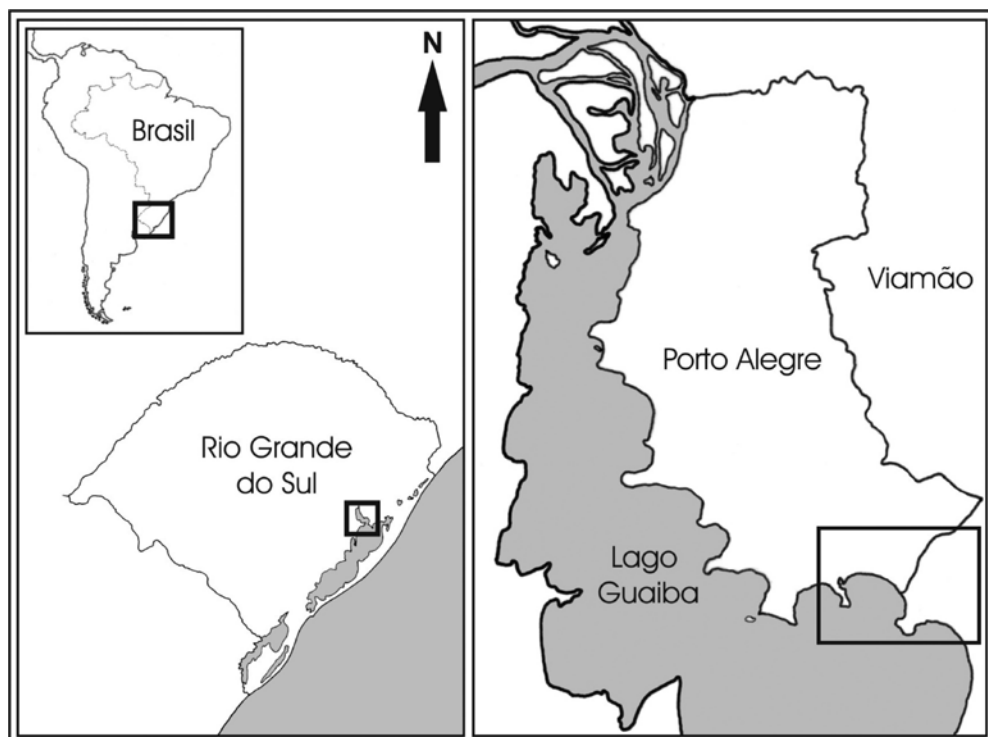 Brasil
N
Rio Grande
do Sul
Viamão
Porto Alegre
Lago
Guaiba